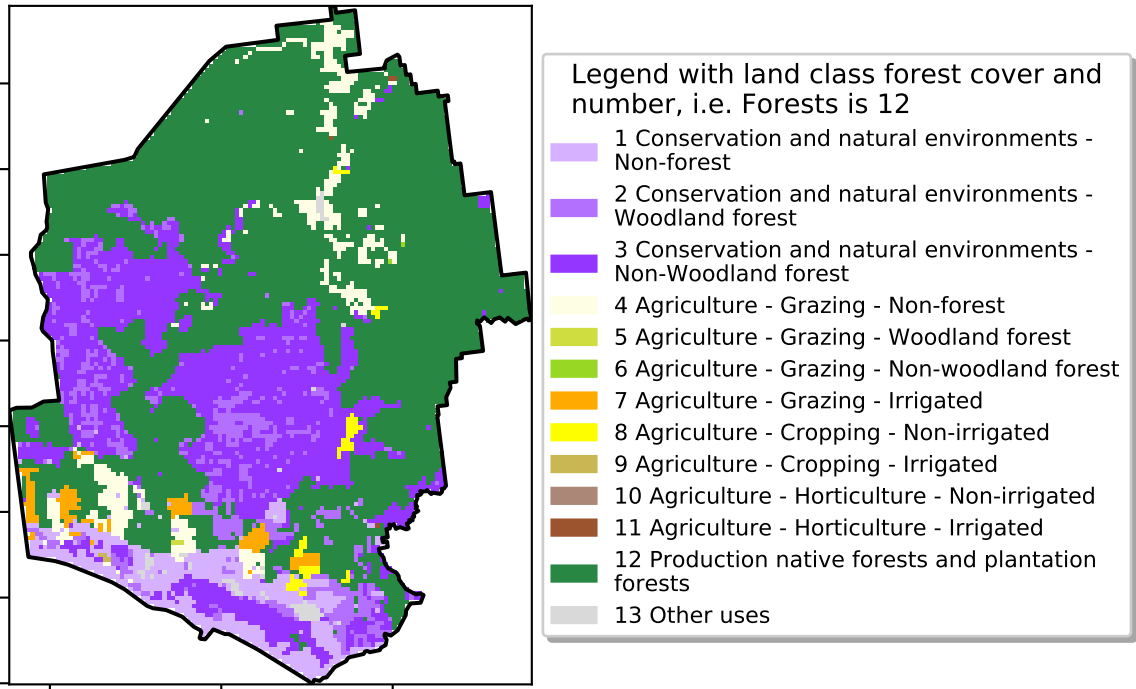 Legend with land class forest cover and
number, i.e. Forests is 12
1 Conservation and natural environments -
Non-forest
2 Conservation and natural environments -
Woodland forest
3 Conservation and natural environments -
Non-Woodland forest
4 Agriculture - Grazing - Non-forest
5 Agriculture - Grazing - Woodland forest
6 Agriculture - Grazing - Non-woodland forest
7 Agriculture - Grazing - Irrigated
8 Agriculture - Cropping - Non-irrigated
9 Agriculture - Cropping - Irrigated
10 Agriculture - Horticulture - Non-irrigated
11 Agriculture - Horticulture - Irrigated
12 Production native forests and plantation
forests
13 Other uses